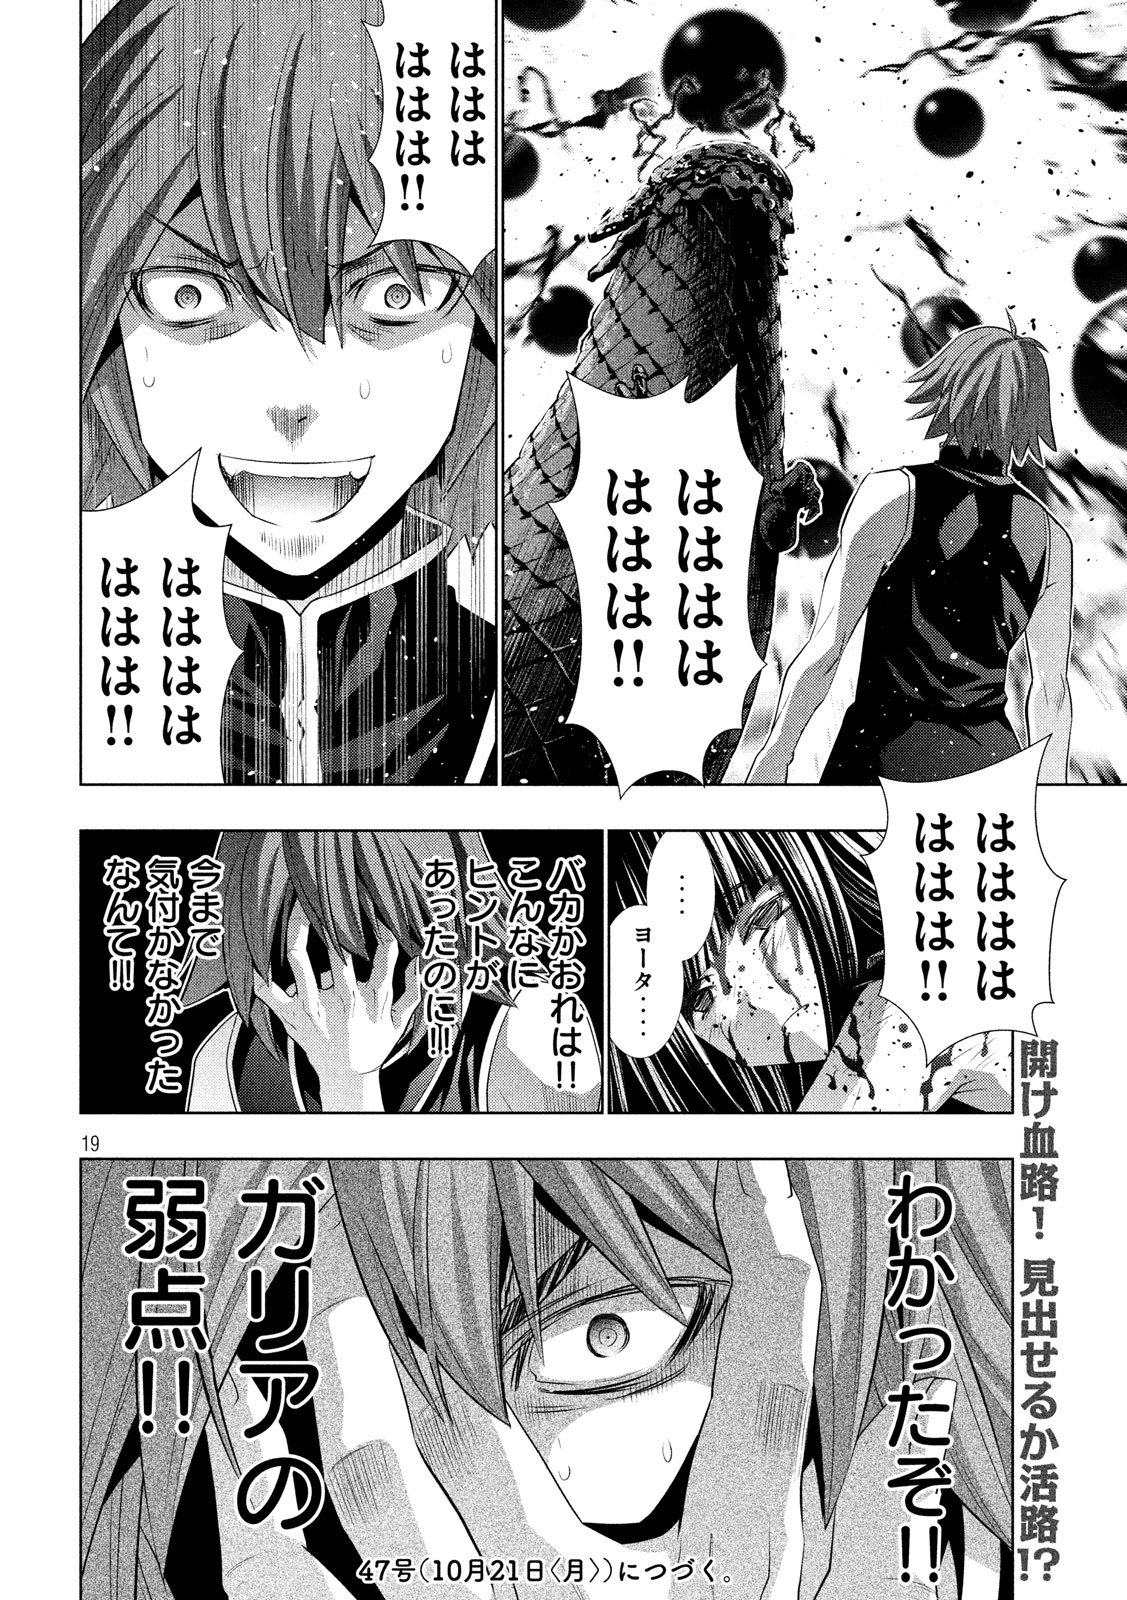 はははは
はははは!!
ははは
はははは!!
はははは
はははは!!
はははは
はははは!!
‥‥
ヨータ‥‥
バカかおれは!!
こんなに
ヒントが
あったのに!!
今まで
気付かなかった
なんて!!!
わかったぞ!!
ガリアの
弱点!!
開け血路! 見出せるか活路!?
47号(10月21日〈月〉)につづく。
19